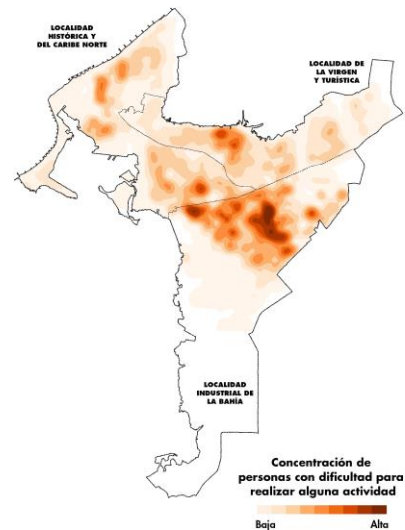 LOCALIDAD
HISTÓRICA Y
DEL CARIBE NORTE
LOCALIDAD DE
LA VIRGEN
Y TURÍSTICA
LOCALIDAD
INDUSTRIAL DE
LA BAHÍA
Concentración de
personas con dificultad para
realizar alguna actividad
Baja Alta